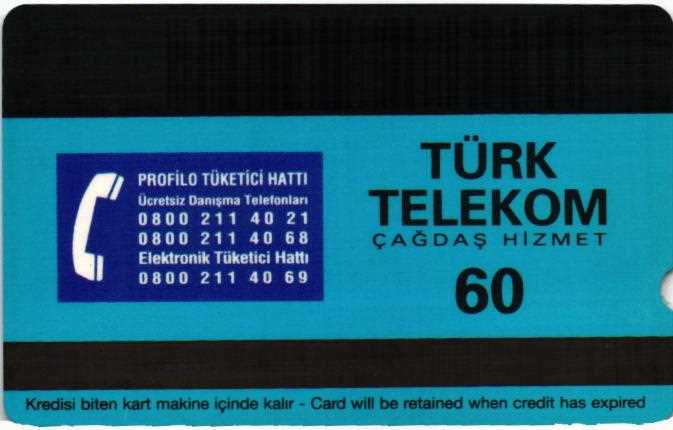 PROFİLO TÜKETİCİ HATTI
Ücretsiz Danışma Telefonları
0800 211 40 21
0800 211 40 68
Elektronik Tüketici Hattı
0800 211 40 69
TÜRK
TELEKOM
ÇAĞDAŞ HİZMET
60
Kredisi biten kart makine içinde kalır - Card will be retained when credit has expired